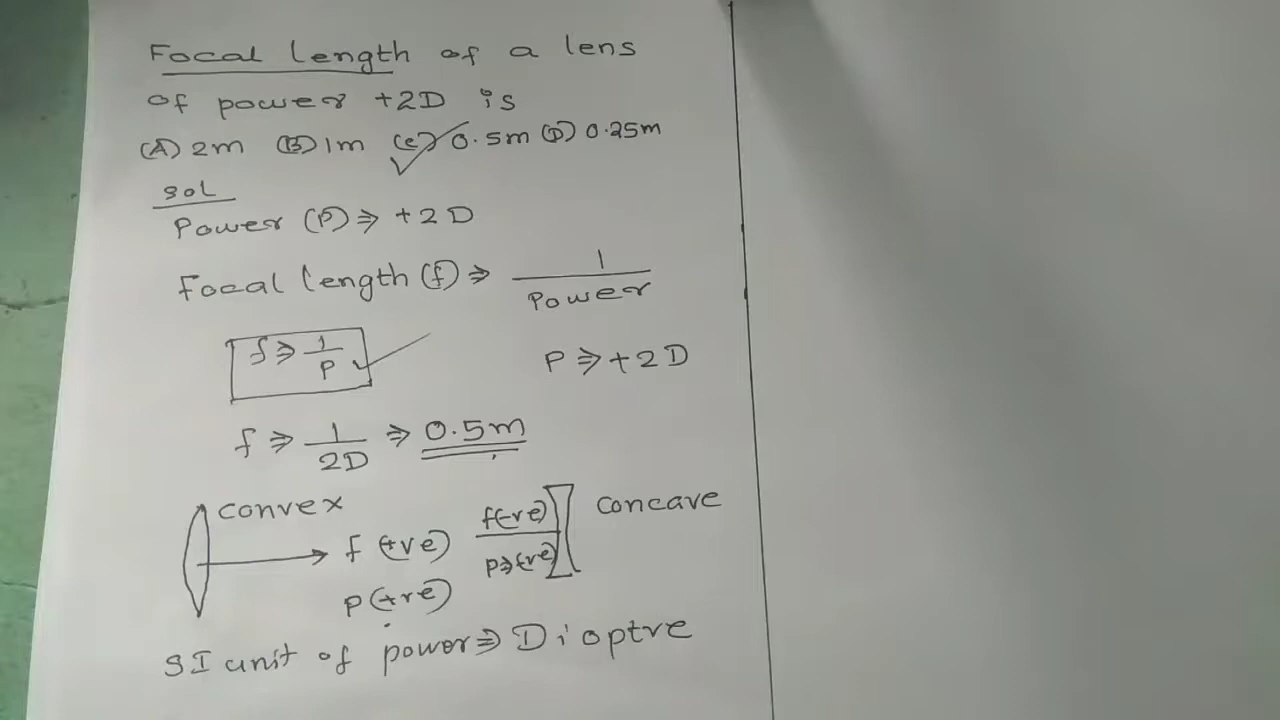 Focal length of a lens
of power +2D is
(A) 2m (B) 1m (c) 0.5m (D) 0.25m
sol
Power (P) ⇒ +2D
Focal length (f) ⇒ 1/Power
f ⇒ 1/P
P ⇒ +2D
f ⇒ 1/2D ⇒ 0.5m
convex
f (+ve)
p (+ve)
f(-ve)
p⇒(-ve)
concave
SI unit of power ⇒ Dioptre